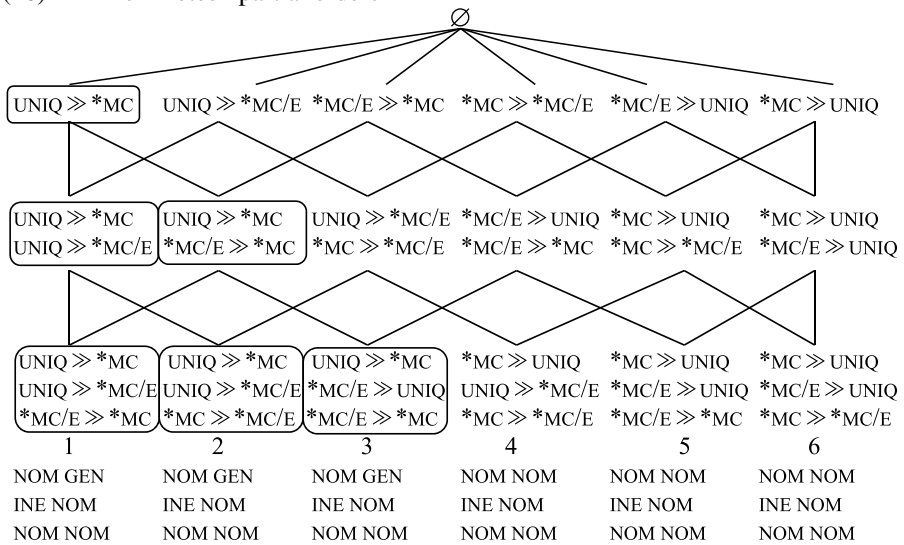 ∅
UNIQ ≫ *MC UNIQ ≫ *MC/E *MC/E ≫ *MC *MC ≫ *MC/E *MC/E ≫ UNIQ *MC ≫ UNIQ
UNIQ ≫ *MC UNIQ ≫ *MC UNIQ ≫ *MC/E *MC/E ≫ UNIQ *MC ≫ UNIQ *MC ≫ UNIQ
UNIQ ≫ *MC/E *MC/E ≫ *MC *MC ≫ *MC/E *MC/E ≫ *MC *MC ≫ *MC/E *MC/E ≫ UNIQ
UNIQ ≫ *MC UNIQ ≫ *MC UNIQ ≫ *MC *MC ≫ UNIQ *MC ≫ UNIQ *MC ≫ UNIQ
UNIQ ≫ *MC/E UNIQ ≫ *MC/E *MC/E ≫ UNIQ UNIQ ≫ *MC/E *MC/E ≫ UNIQ *MC/E ≫ UNIQ
*MC/E ≫ *MC *MC ≫ *MC/E *MC/E ≫ *MC *MC ≫ *MC/E *MC/E ≫ *MC *MC ≫ *MC/E
1 2 3 4 5 6
NOM GEN NOM GEN NOM GEN NOM NOM NOM NOM NOM NOM
INE NOM INE NOM INE NOM INE NOM INE NOM INE NOM
NOM NOM NOM NOM NOM NOM NOM NOM NOM NOM NOM NOM